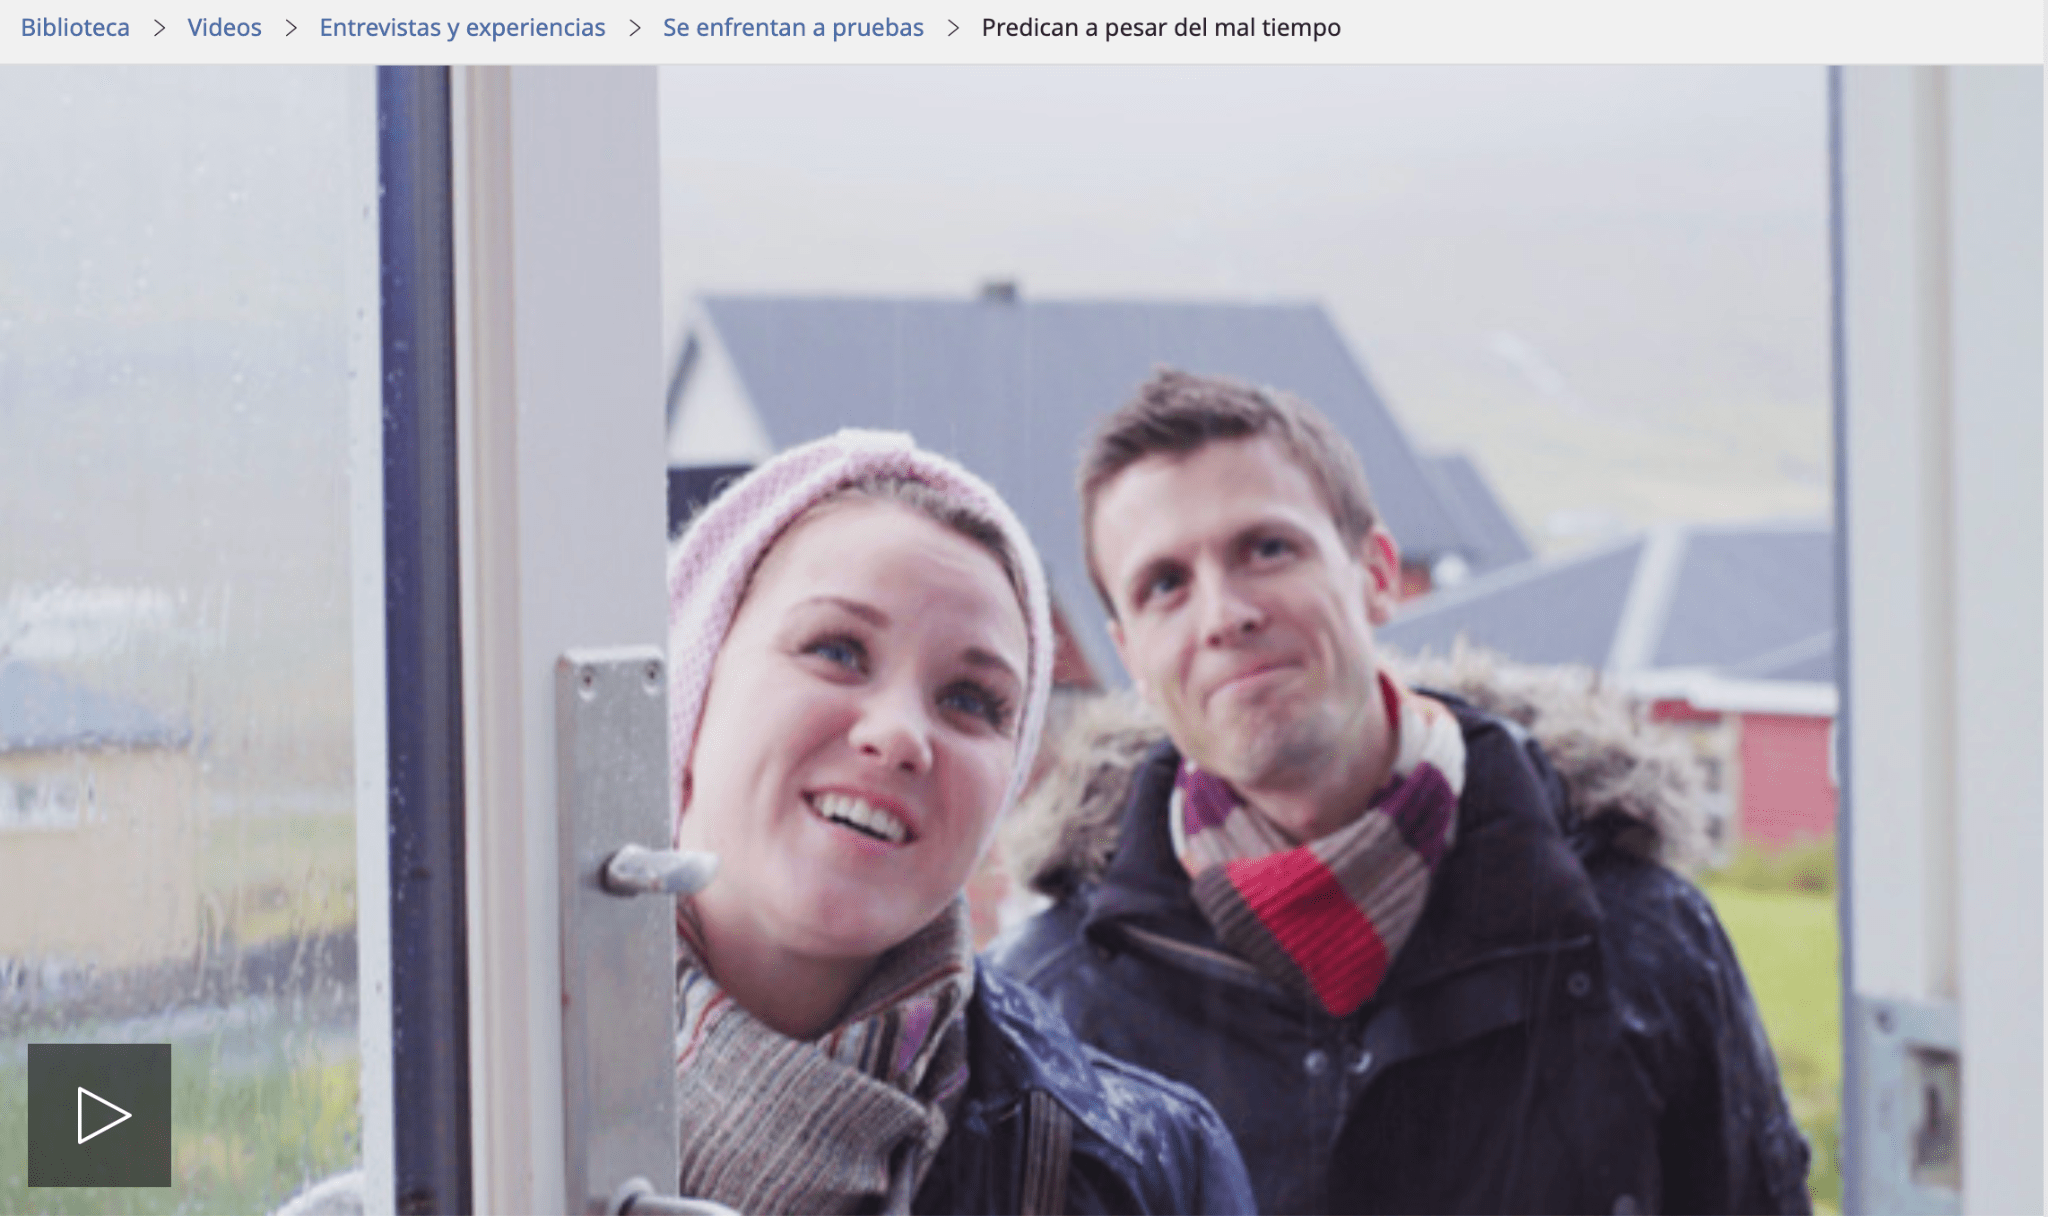 Biblioteca > Videos > Entrevistas y experiencias > Se enfrentan a pruebas > Predican a pesar del mal tiempo